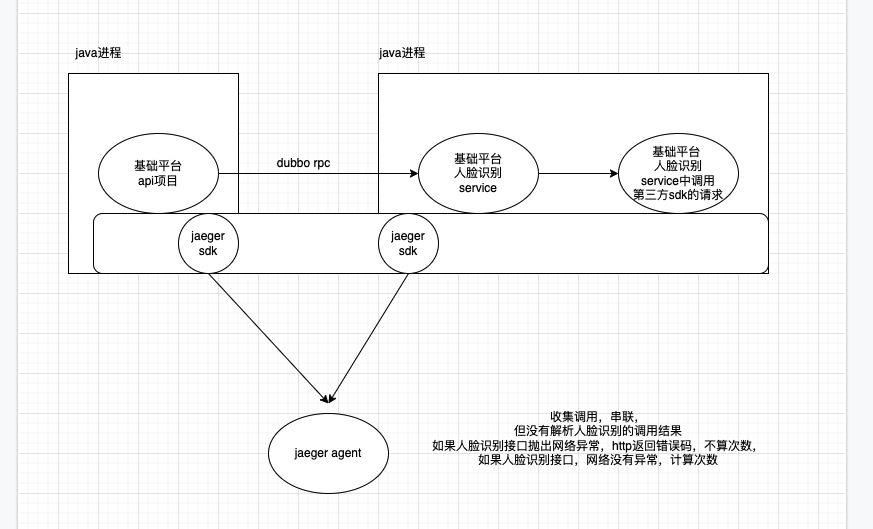 java进程
java进程
基础平台
api项目
dubbo rpc
基础平台
人脸识别
service
基础平台
人脸识别
service中调用
第三方sdk的请求
jaeger
sdk
jaeger
sdk
jaeger agent
收集调用，串联，
但没有解析人脸识别的调用结果
如果人脸识别接口抛出网络异常，http返回错误码，不算次数，
如果人脸识别接口，网络没有异常，计算次数